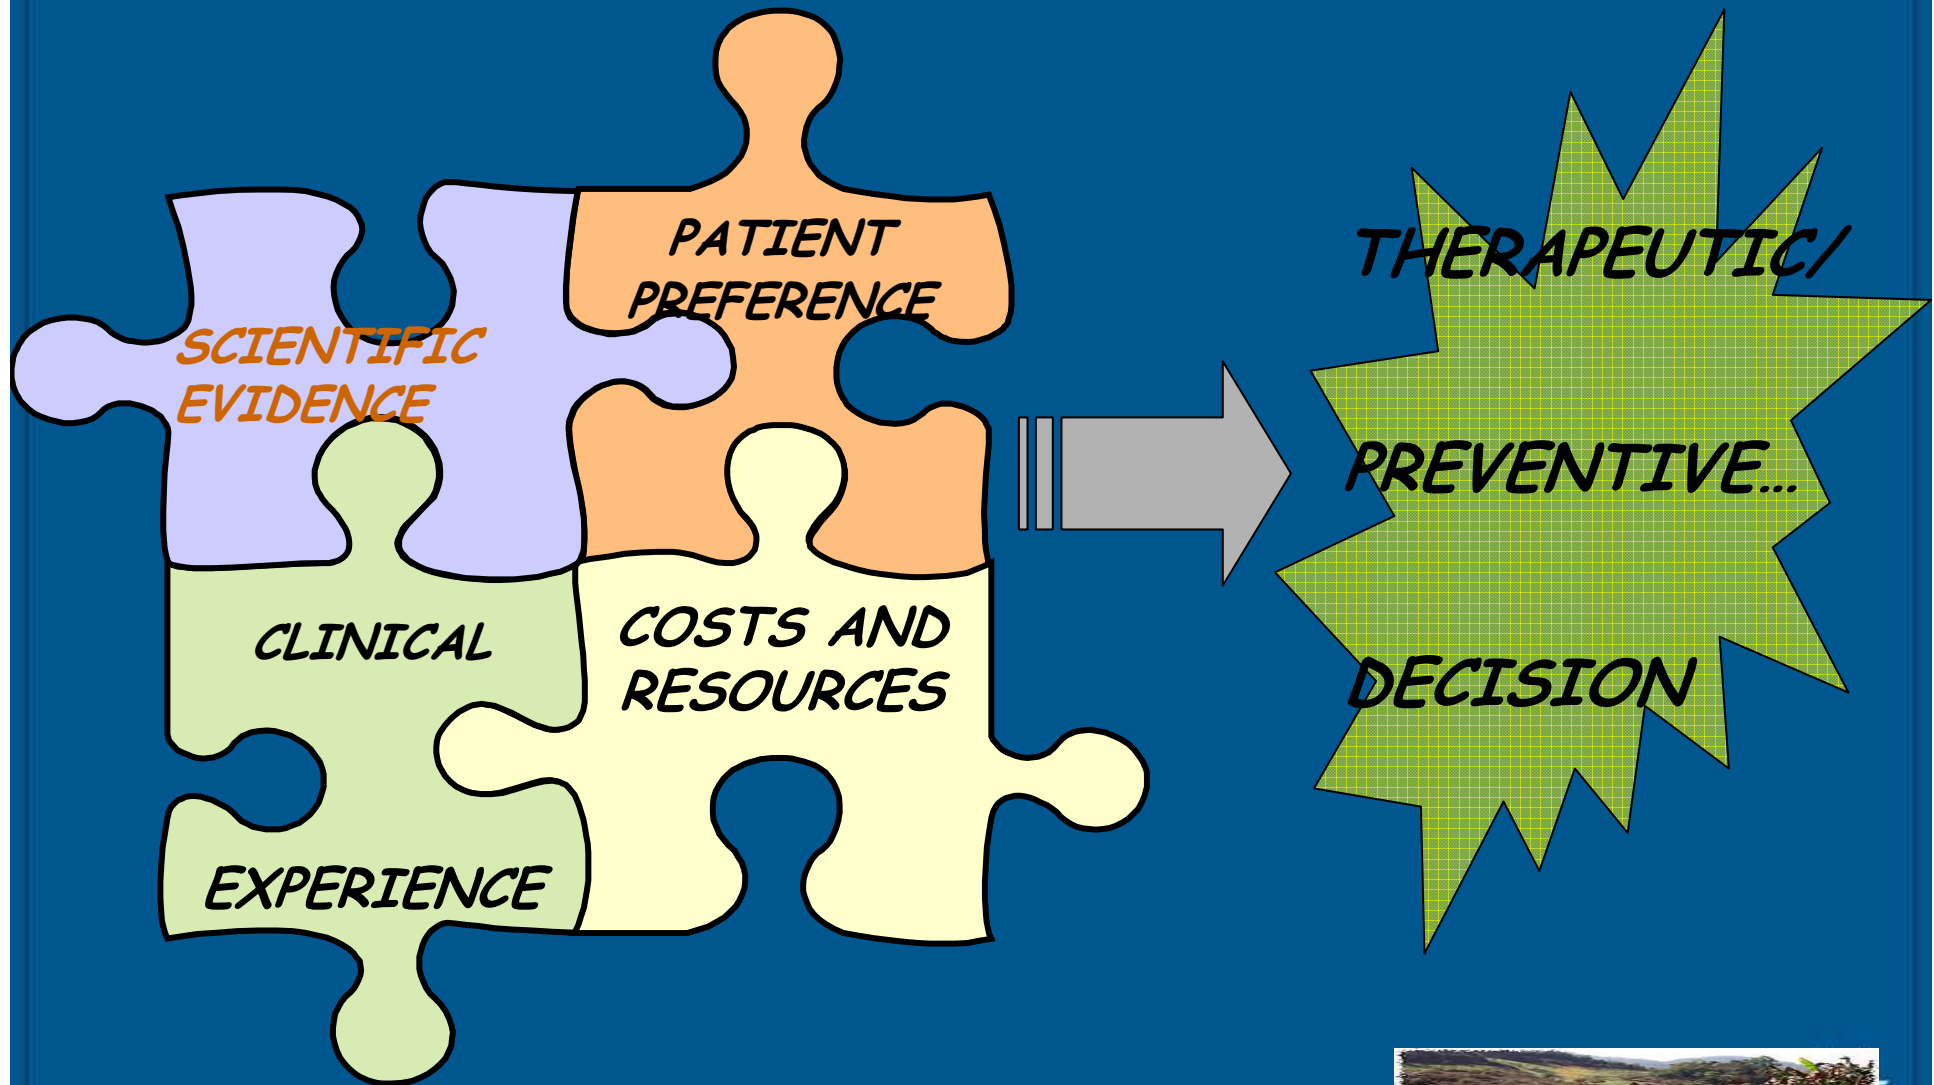 SCIENTIFIC
EVIDENCE
PATIENT
PREFERENCE
CLINICAL
EXPERIENCE
COSTS AND
RESOURCES
THERAPEUTIC/
PREVENTIVE…
DECISION